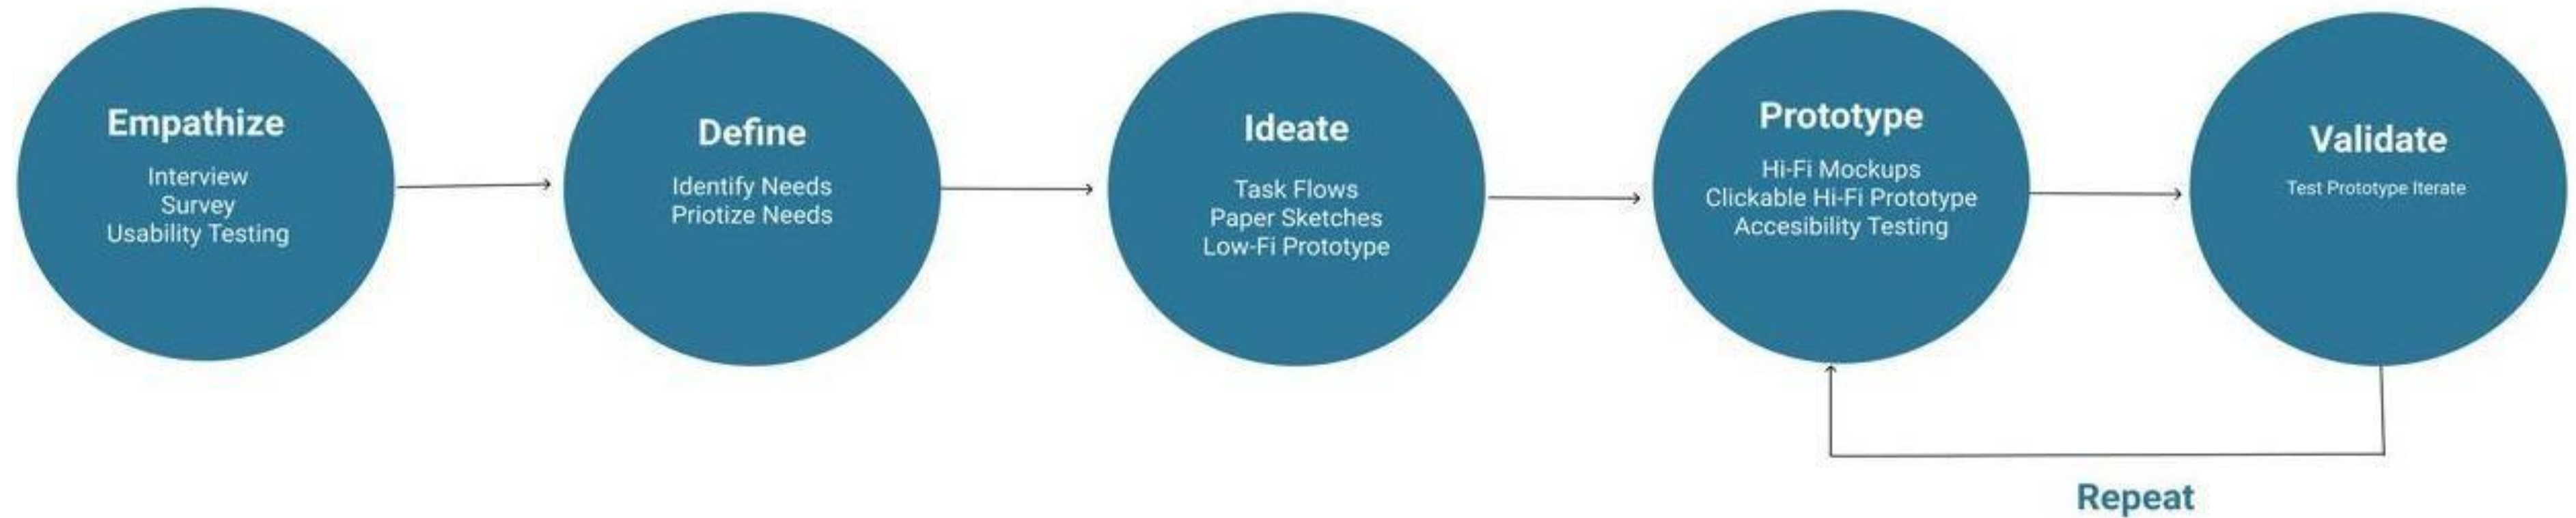 Empathize
Interview
Survey
Usability Testing
Define
Identify Needs
Priotize Needs
Ideate
Task Flows
Paper Sketches
Low-Fi Prototype
Prototype
Hi-Fi Mockups
Clickable Hi-Fi Prototype
Accesibility Testing
Validate
Test Prototype Iterate
Repeat